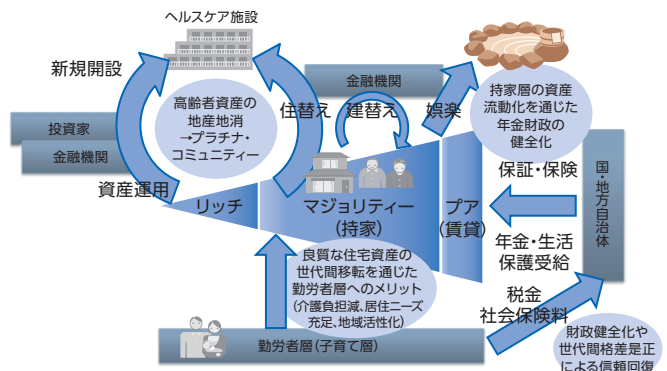 ヘルスケア施設
新規開設
高齢者資産の
地産地消
→プラチナ・
コミュニティー
住替え
金融機関
建替え
娯楽
持家層の資産
流動化を通じた
年金財政の
健全化
投資家
金融機関
資産運用
リッチ
マジョリティー
(持家)
プア
(賃貸)
保証・保険
年金・生活
保護受給
国・地方自治体
良質な住宅資産の
世代間移転を通じた
勤労者層へのメリット
(介護負担減、居住ニーズ
充足、地域活性化)
税金
社会保険料
勤労者層(子育て層)
財政健全化や
世代間格差是正
による信頼回復